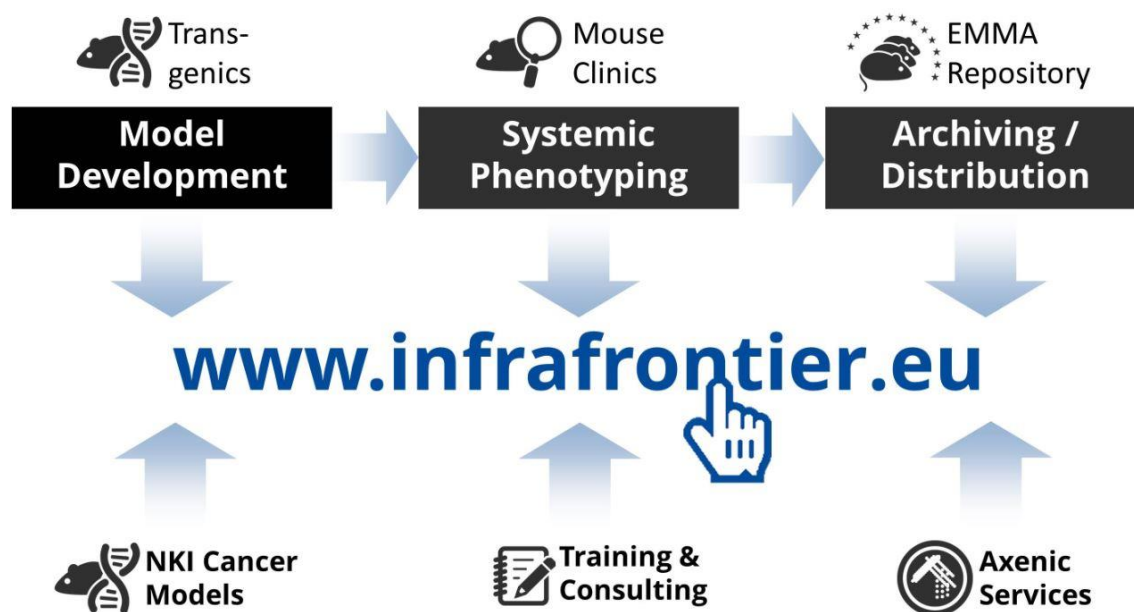 Trans-
genics
Mouse
Clinics
EMMA
Repository
Model
Development
Systemic
Phenotyping
Archiving /
Distribution
www.infrafrontier.eu
NKI Cancer
Models
Training &
Consulting
Axenic
Services